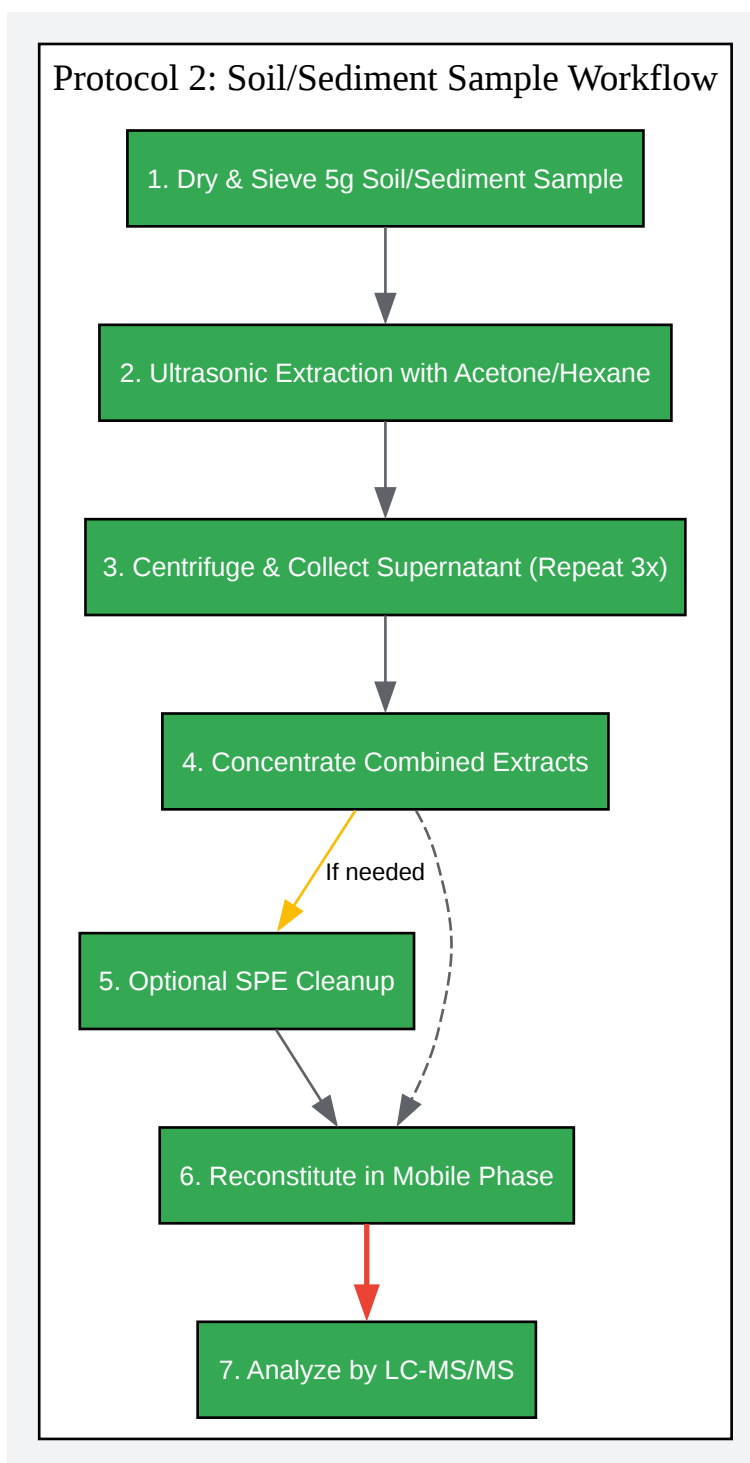 Protocol 2: Soil/Sediment Sample Workflow
1. Dry & Sieve 5g Soil/Sediment Sample
2. Ultrasonic Extraction with Acetone/Hexane
3. Centrifuge & Collect Supernatant (Repeat 3x)
4. Concentrate Combined Extracts
If needed
5. Optional SPE Cleanup
6. Reconstitute in Mobile Phase
7. Analyze by LC-MS/MS